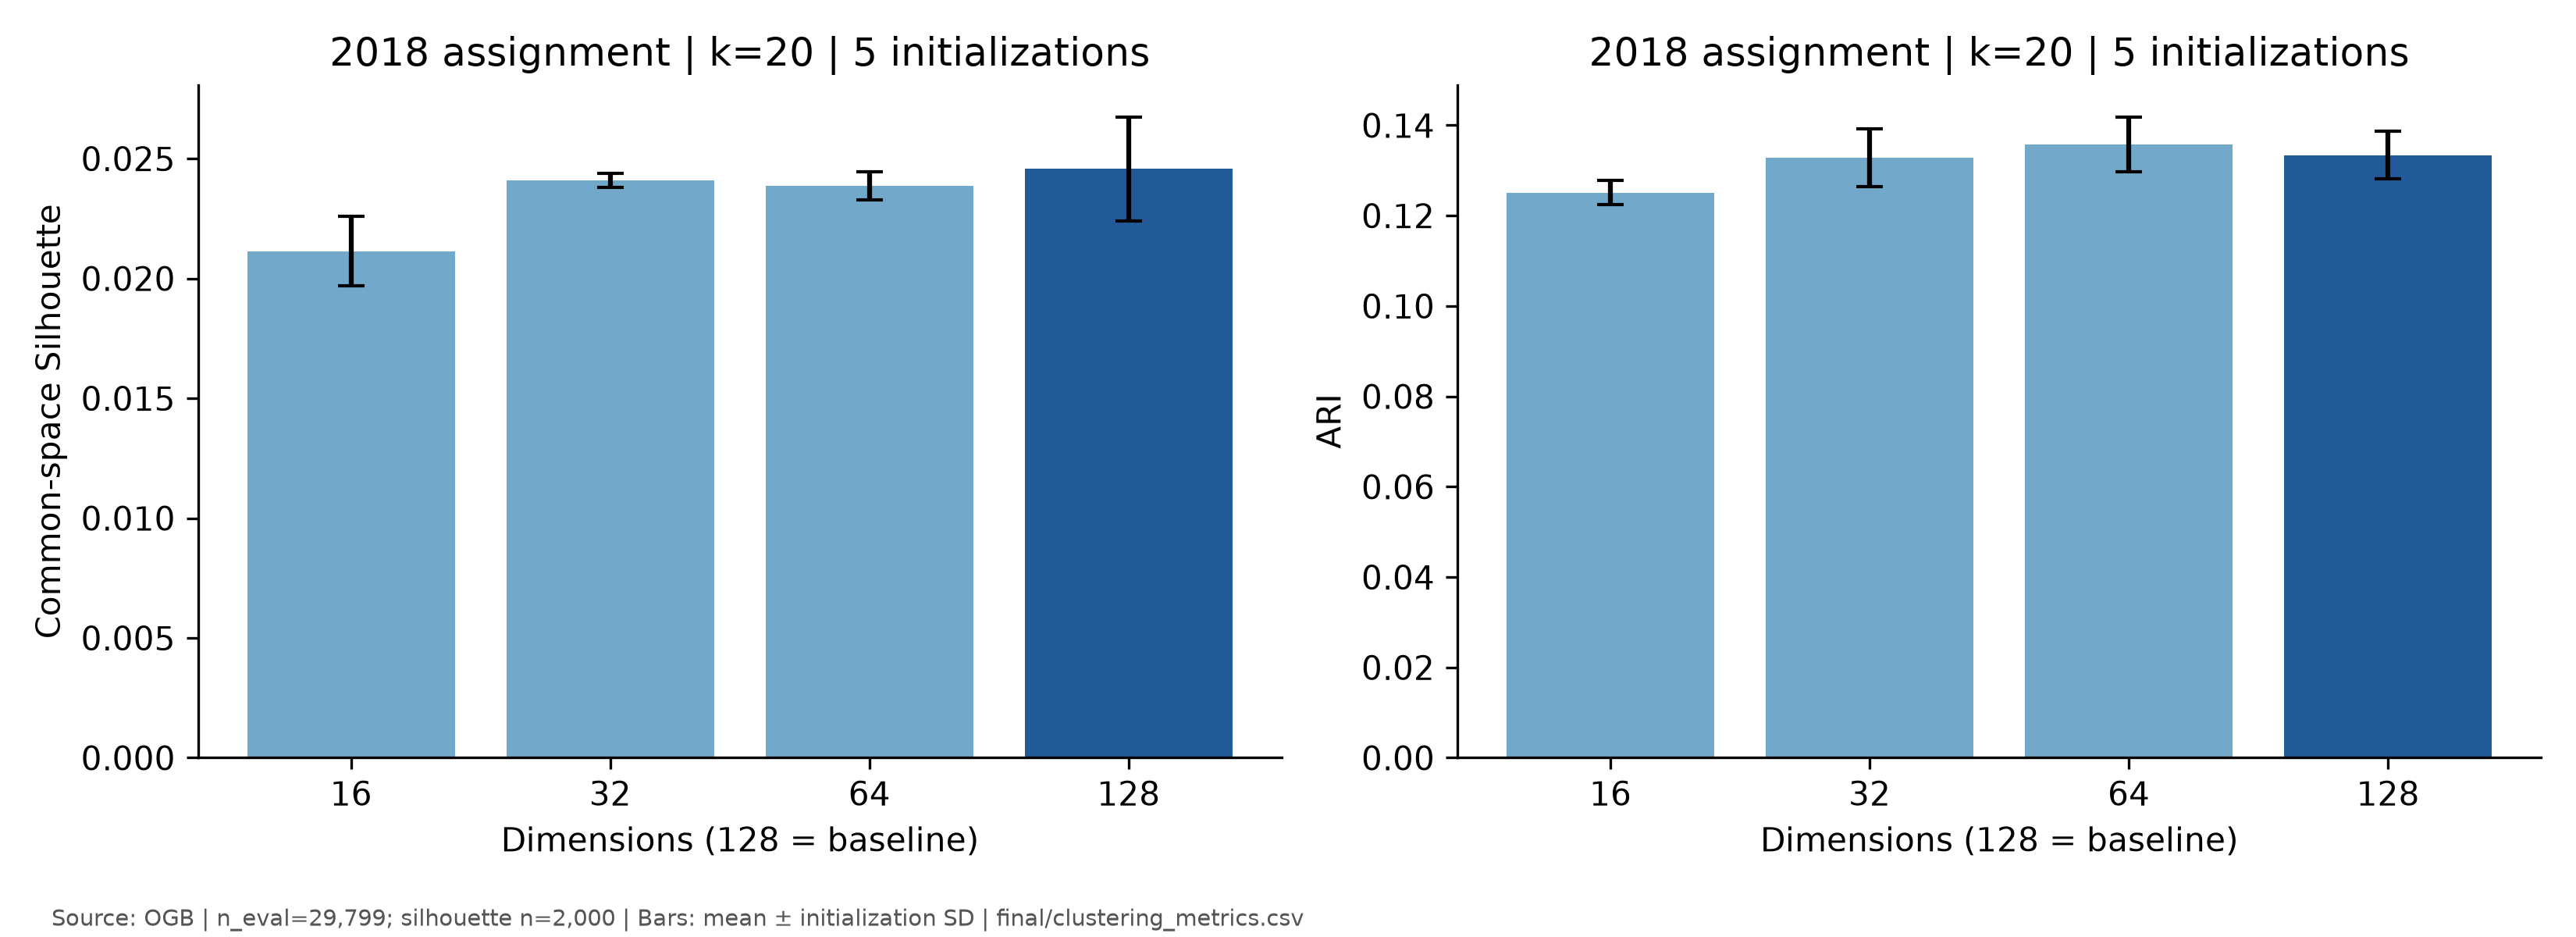 2018 assignment | k=20 | 5 initializations
Common-space Silhouette
0.025
0.020
0.015
0.010
0.005
0.000
16 32 64 128
Dimensions (128 = baseline)
2018 assignment | k=20 | 5 initializations
ARI
0.14
0.12
0.10
0.08
0.06
0.04
0.02
0.00
16 32 64 128
Dimensions (128 = baseline)
Source: OGB | n_eval=29,799; silhouette n=2,000 | Bars: mean ± initialization SD | final/clustering_metrics.csv